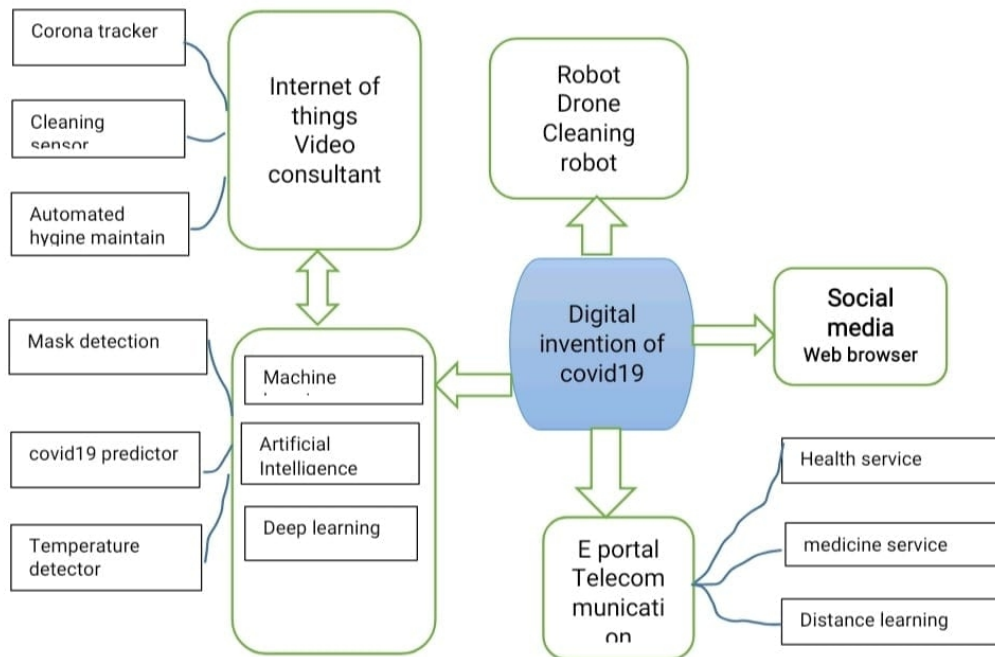 Corona tracker
Cleaning
sensor
Automated
hygine maintain
Internet of
things
Video
consultant
Robot
Drone
Cleaning
robot
Digital
invention of
covid19
Social
media
Web browser
Mask detection
covid19 predictor
Temperature
detector
Machine
Artificial
Intelligence
Deep learning
E portal
Telecom
municati
on
Health service
medicine service
Distance learning